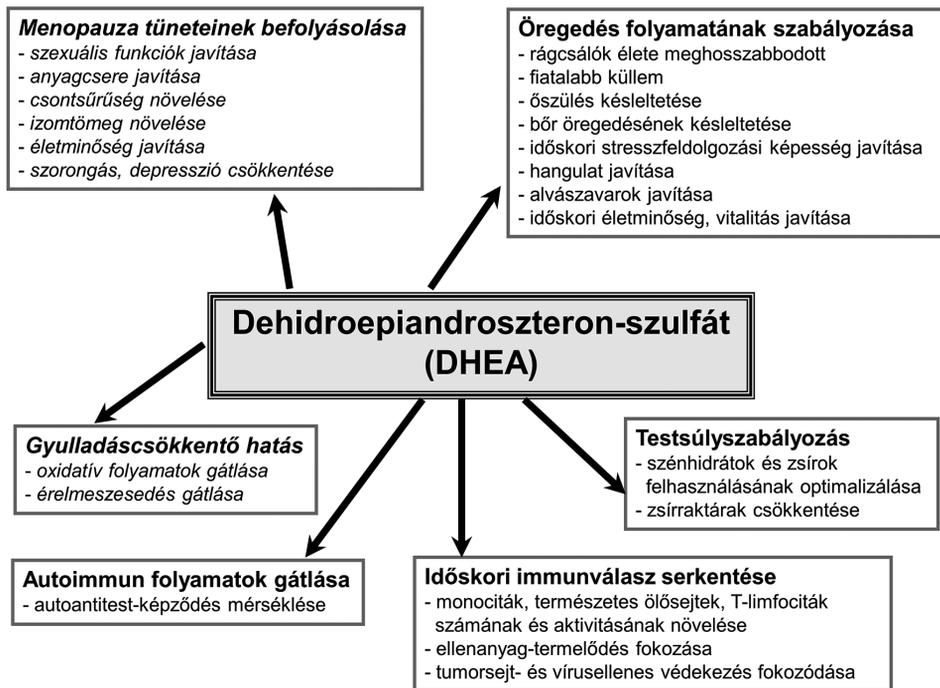 Menopauza tüneteinek befolyásolása
- szexuális funkciók javítása
- anyagcsere javítása
- csontsűrűség növelése
- izomtömeg növelése
- életminőség javítása
- szorongás, depresszió csökkentése
Öregedés folyamatának szabályozása
- rágcsálók élete meghosszabbodott
- fiatalabb küllem
- őszülés késleltetése
- bőr öregedésének késleltetése
- időskori stresszfeldolgozási képesség javítása
- hangulat javítása
- alvászavarok javítása
- időskori életminőség, vitalitás javítása
Dehidroepiandroszteron-szulfát
(DHEA)
Gyulladáscsökkentő hatás
- oxidatív folyamatok gátlása
- érelmeszesedés gátlása
Testsúlyszabályozás
- szénhidrátok és zsírok
felhasználásának optimalizálása
- zsírraktárak csökkentése
Autoimmun folyamatok gátlása
- autoantitest-képződés mérséklése
Időskori immunválasz serkentése
- monociták, természetes ölősejtek, T-limfociták
számának és aktivitásának növelése
- ellenanyag-termelődés fokozása
- tumorsejt- és vírusellenes védekezés fokozódása